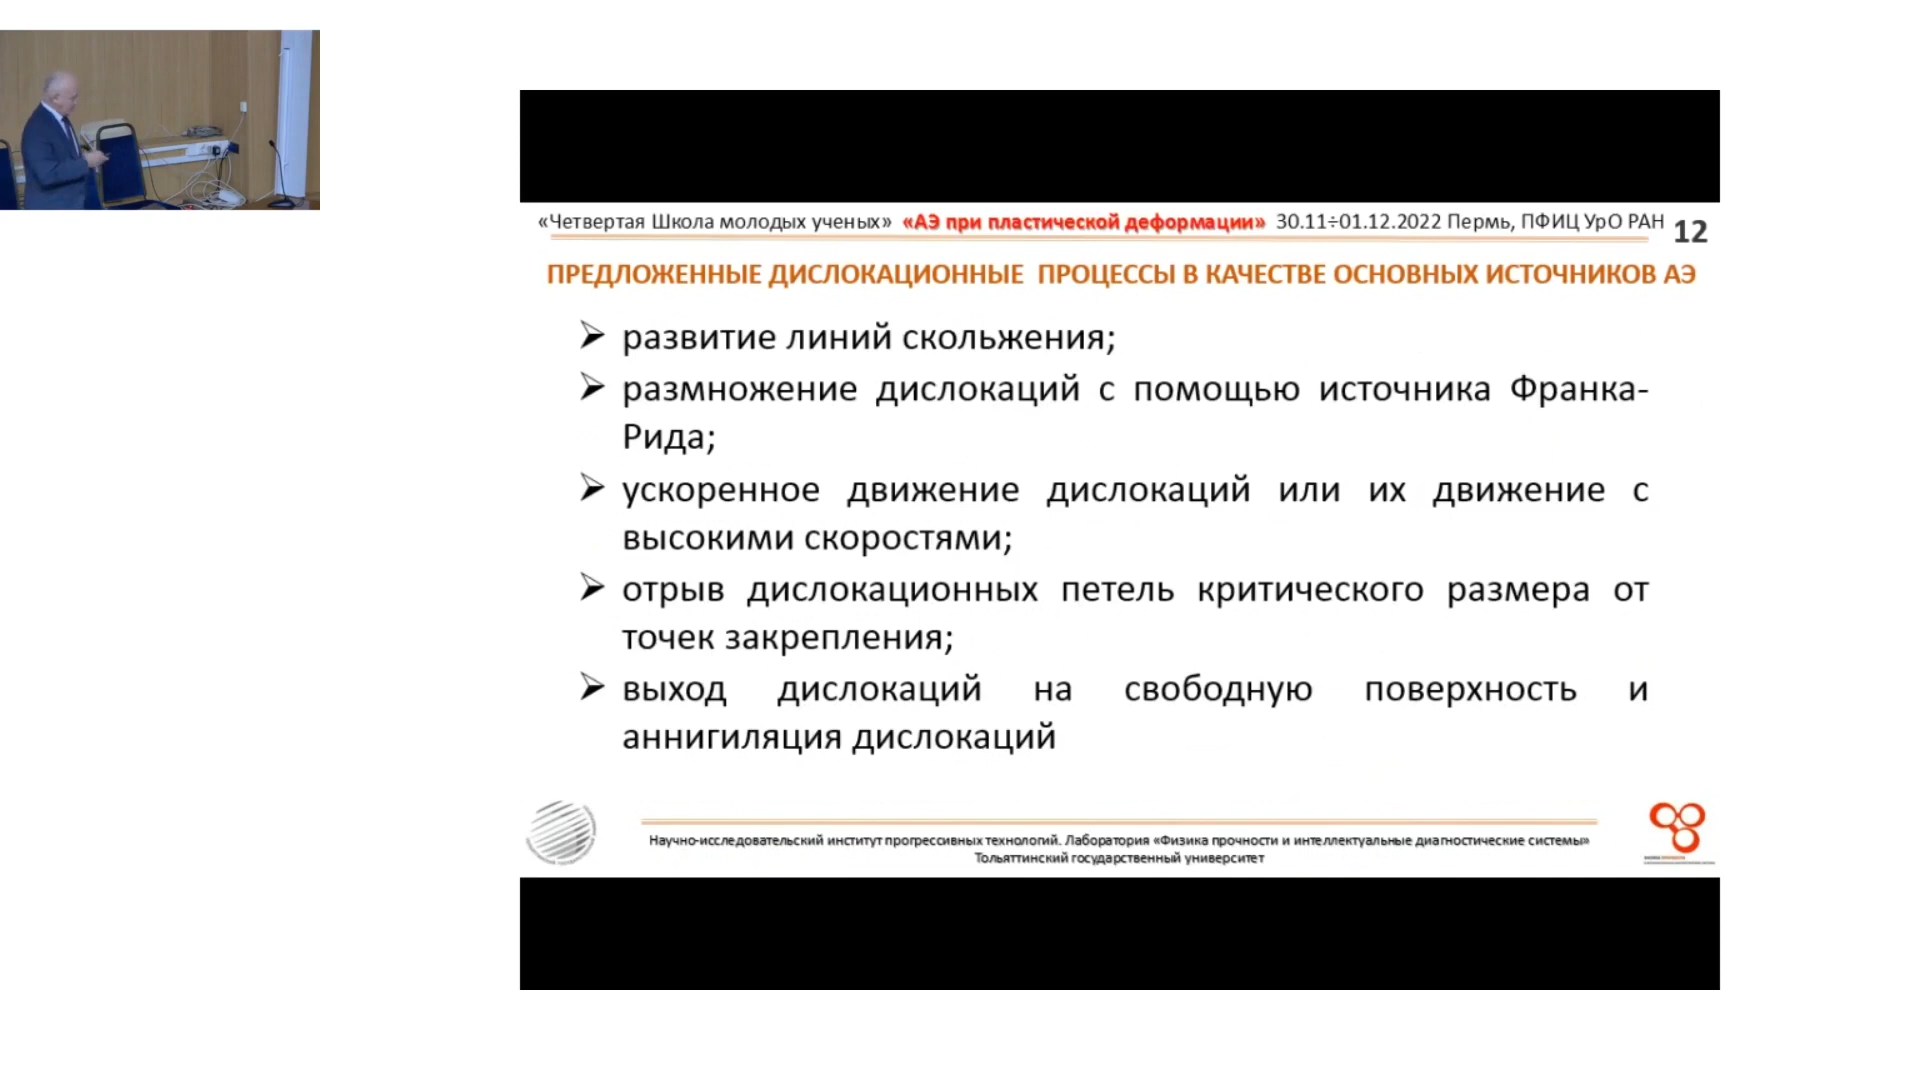 «Четвертая Школа молодых ученых» «АЭ при пластической деформации» 30.11÷01.12.2022 Пермь, ПФИЦ УрО РАН 12
ПРЕДЛОЖЕННЫЕ ДИСЛОКАЦИОННЫЕ ПРОЦЕССЫ В КАЧЕСТВЕ ОСНОВНЫХ ИСТОЧНИКОВ АЭ
развитие линий скольжения;
размножение дислокаций с помощью источника Франка-
Рида;
ускоренное движение дислокаций или их движение с
высокими скоростями;
отрыв дислокационных петель критического размера от
точек закрепления;
выход дислокаций на свободную поверхность и
аннигиляция дислокаций
Научно-исследовательский институт прогрессивных технологий. Лаборатория «Физика прочности и интеллектуальные диагностические системы»
Тольяттинский государственный университет